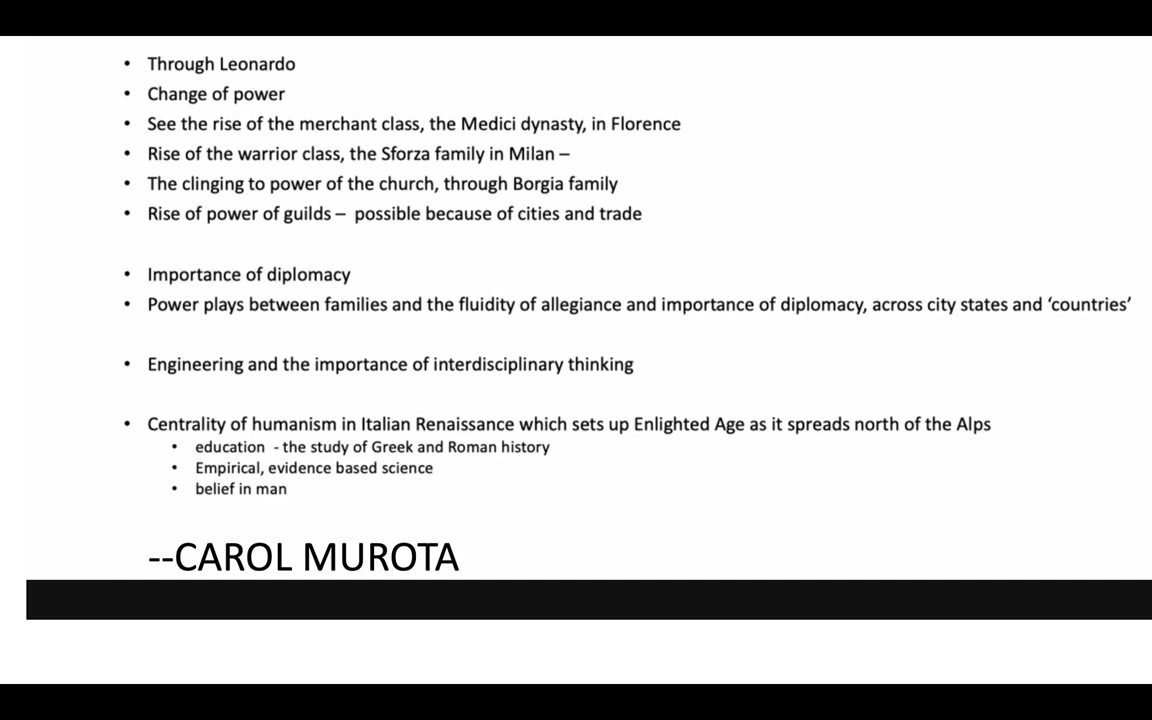 • Through Leonardo
• Change of power
• See the rise of the merchant class, the Medici dynasty, in Florence
• Rise of the warrior class, the Sforza family in Milan –
• The clinging to power of the church, through Borgia family
• Rise of power of guilds –  possible because of cities and trade
• Importance of diplomacy
• Power plays between families and the fluidity of allegiance and importance of diplomacy, across city states and ‘countries’
• Engineering and the importance of interdisciplinary thinking
• Centrality of humanism in Italian Renaissance which sets up Enlighted Age as it spreads north of the Alps
• education  - the study of Greek and Roman history
• Empirical, evidence based science
• belief in man
--CAROL MUROTA